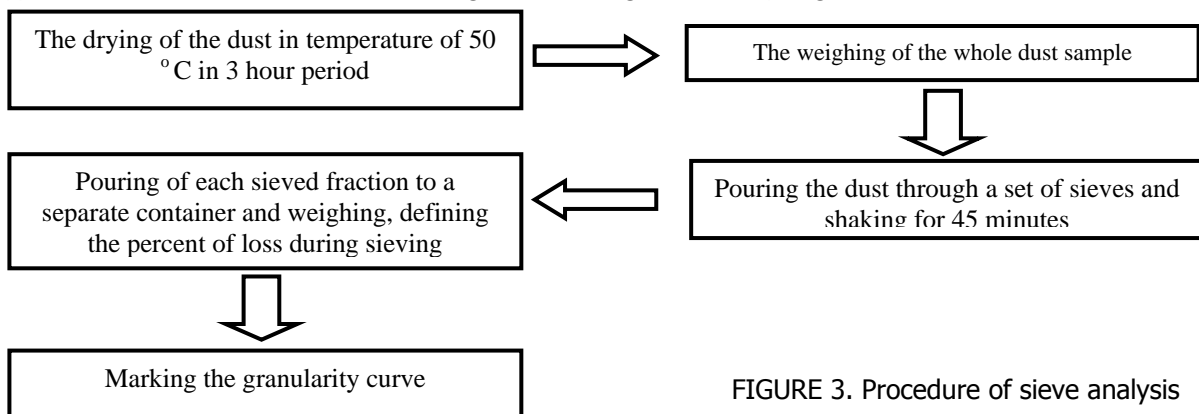 The drying of the dust in temperature of 50
° C in 3 hour period
The weighing of the whole dust sample
Pouring the dust through a set of sieves and
shaking for 45 minutes
Pouring of each sieved fraction to a
separate container and weighing, defining
the percent of loss during sieving
Marking the granularity curve
FIGURE 3. Procedure of sieve analysis